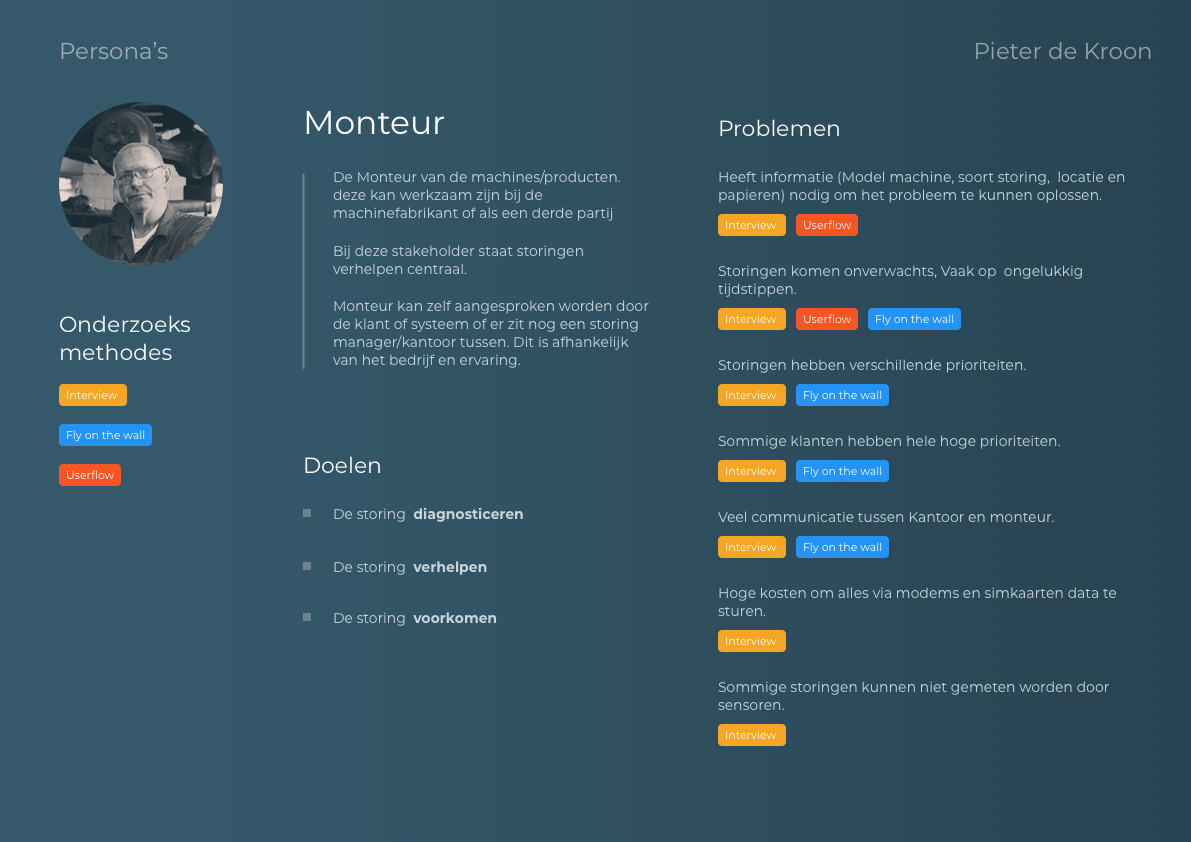 Persona’s
Pieter de Kroon
Onderzoeks
methodes
Interview
Fly on the wall
Userflow
Monteur
De Monteur van de machines/producten.
deze kan werkzaam zijn bij de
machinefabrikant of als een derde partij
Bij deze stakeholder staat storingen
verhelpen centraal.
Monteur kan zelf aangesproken worden door
de klant of systeem of er zit nog een storing
manager/kantoor tussen. Dit is afhankelijk
van het bedrijf en ervaring.
Doelen
De storing diagnosticeren
De storing verhelpen
De storing voorkomen
Problemen
Heeft informatie (Model machine, soort storing, locatie en
papieren) nodig om het probleem te kunnen oplossen.
Interview Userflow
Storingen komen onverwachts, Vaak op ongelukkig
tijdstippen.
Interview Userflow Fly on the wall
Storingen hebben verschillende prioriteiten.
Interview Fly on the wall
Sommige klanten hebben hele hoge prioriteiten.
Interview Fly on the wall
Veel communicatie tussen Kantoor en monteur.
Interview Fly on the wall
Hoge kosten om alles via modems en simkaarten data te
sturen.
Interview
Sommige storingen kunnen niet gemeten worden door
sensoren.
Interview